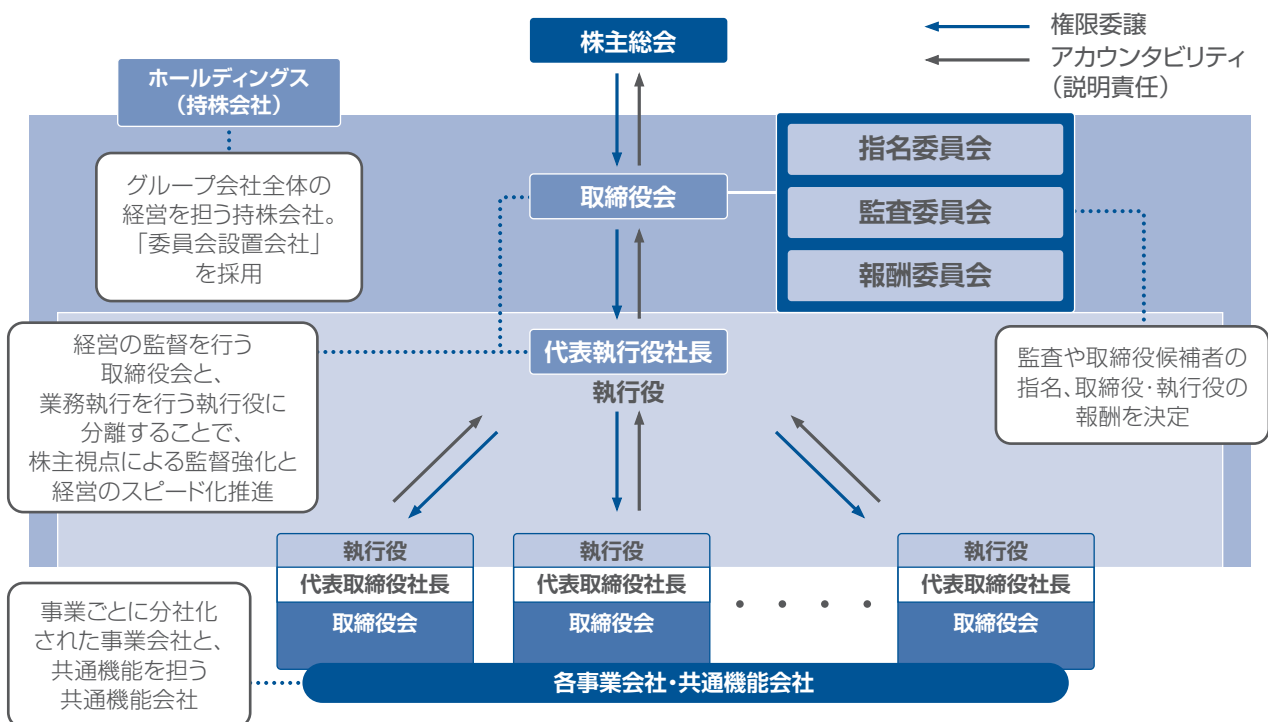 株主総会
権限委譲
アカウンタビリティ
(説明責任)
ホールディングス
(持株会社)
グループ会社全体の
経営を担う持株会社。
「委員会設置会社」
を採用
取締役会
指名委員会
監査委員会
報酬委員会
経営の監督を行う
取締役会と、
業務執行を行う執行役に
分離することで、
株主視点による監督強化と
経営のスピード化推進
代表執行役社長
執行役
監査や取締役候補者の
指名、取締役・執行役の
報酬を決定
執行役
代表取締役社長
取締役会
執行役
代表取締役社長
取締役会
・・・・
執行役
代表取締役社長
取締役会
事業ごとに分社化
された事業会社と、
共通機能を担う
共通機能会社
各事業会社・共通機能会社